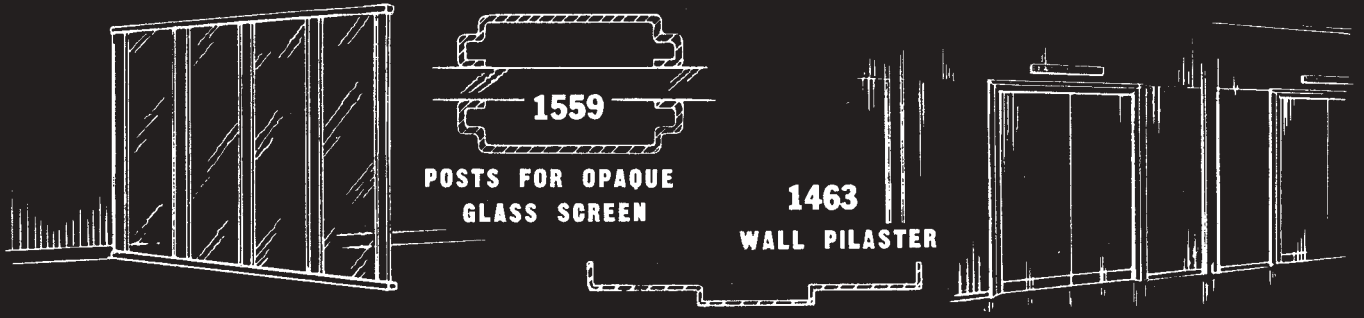 1559
POSTS FOR OPAQUE
GLASS SCREEN
1463
WALL PILASTER